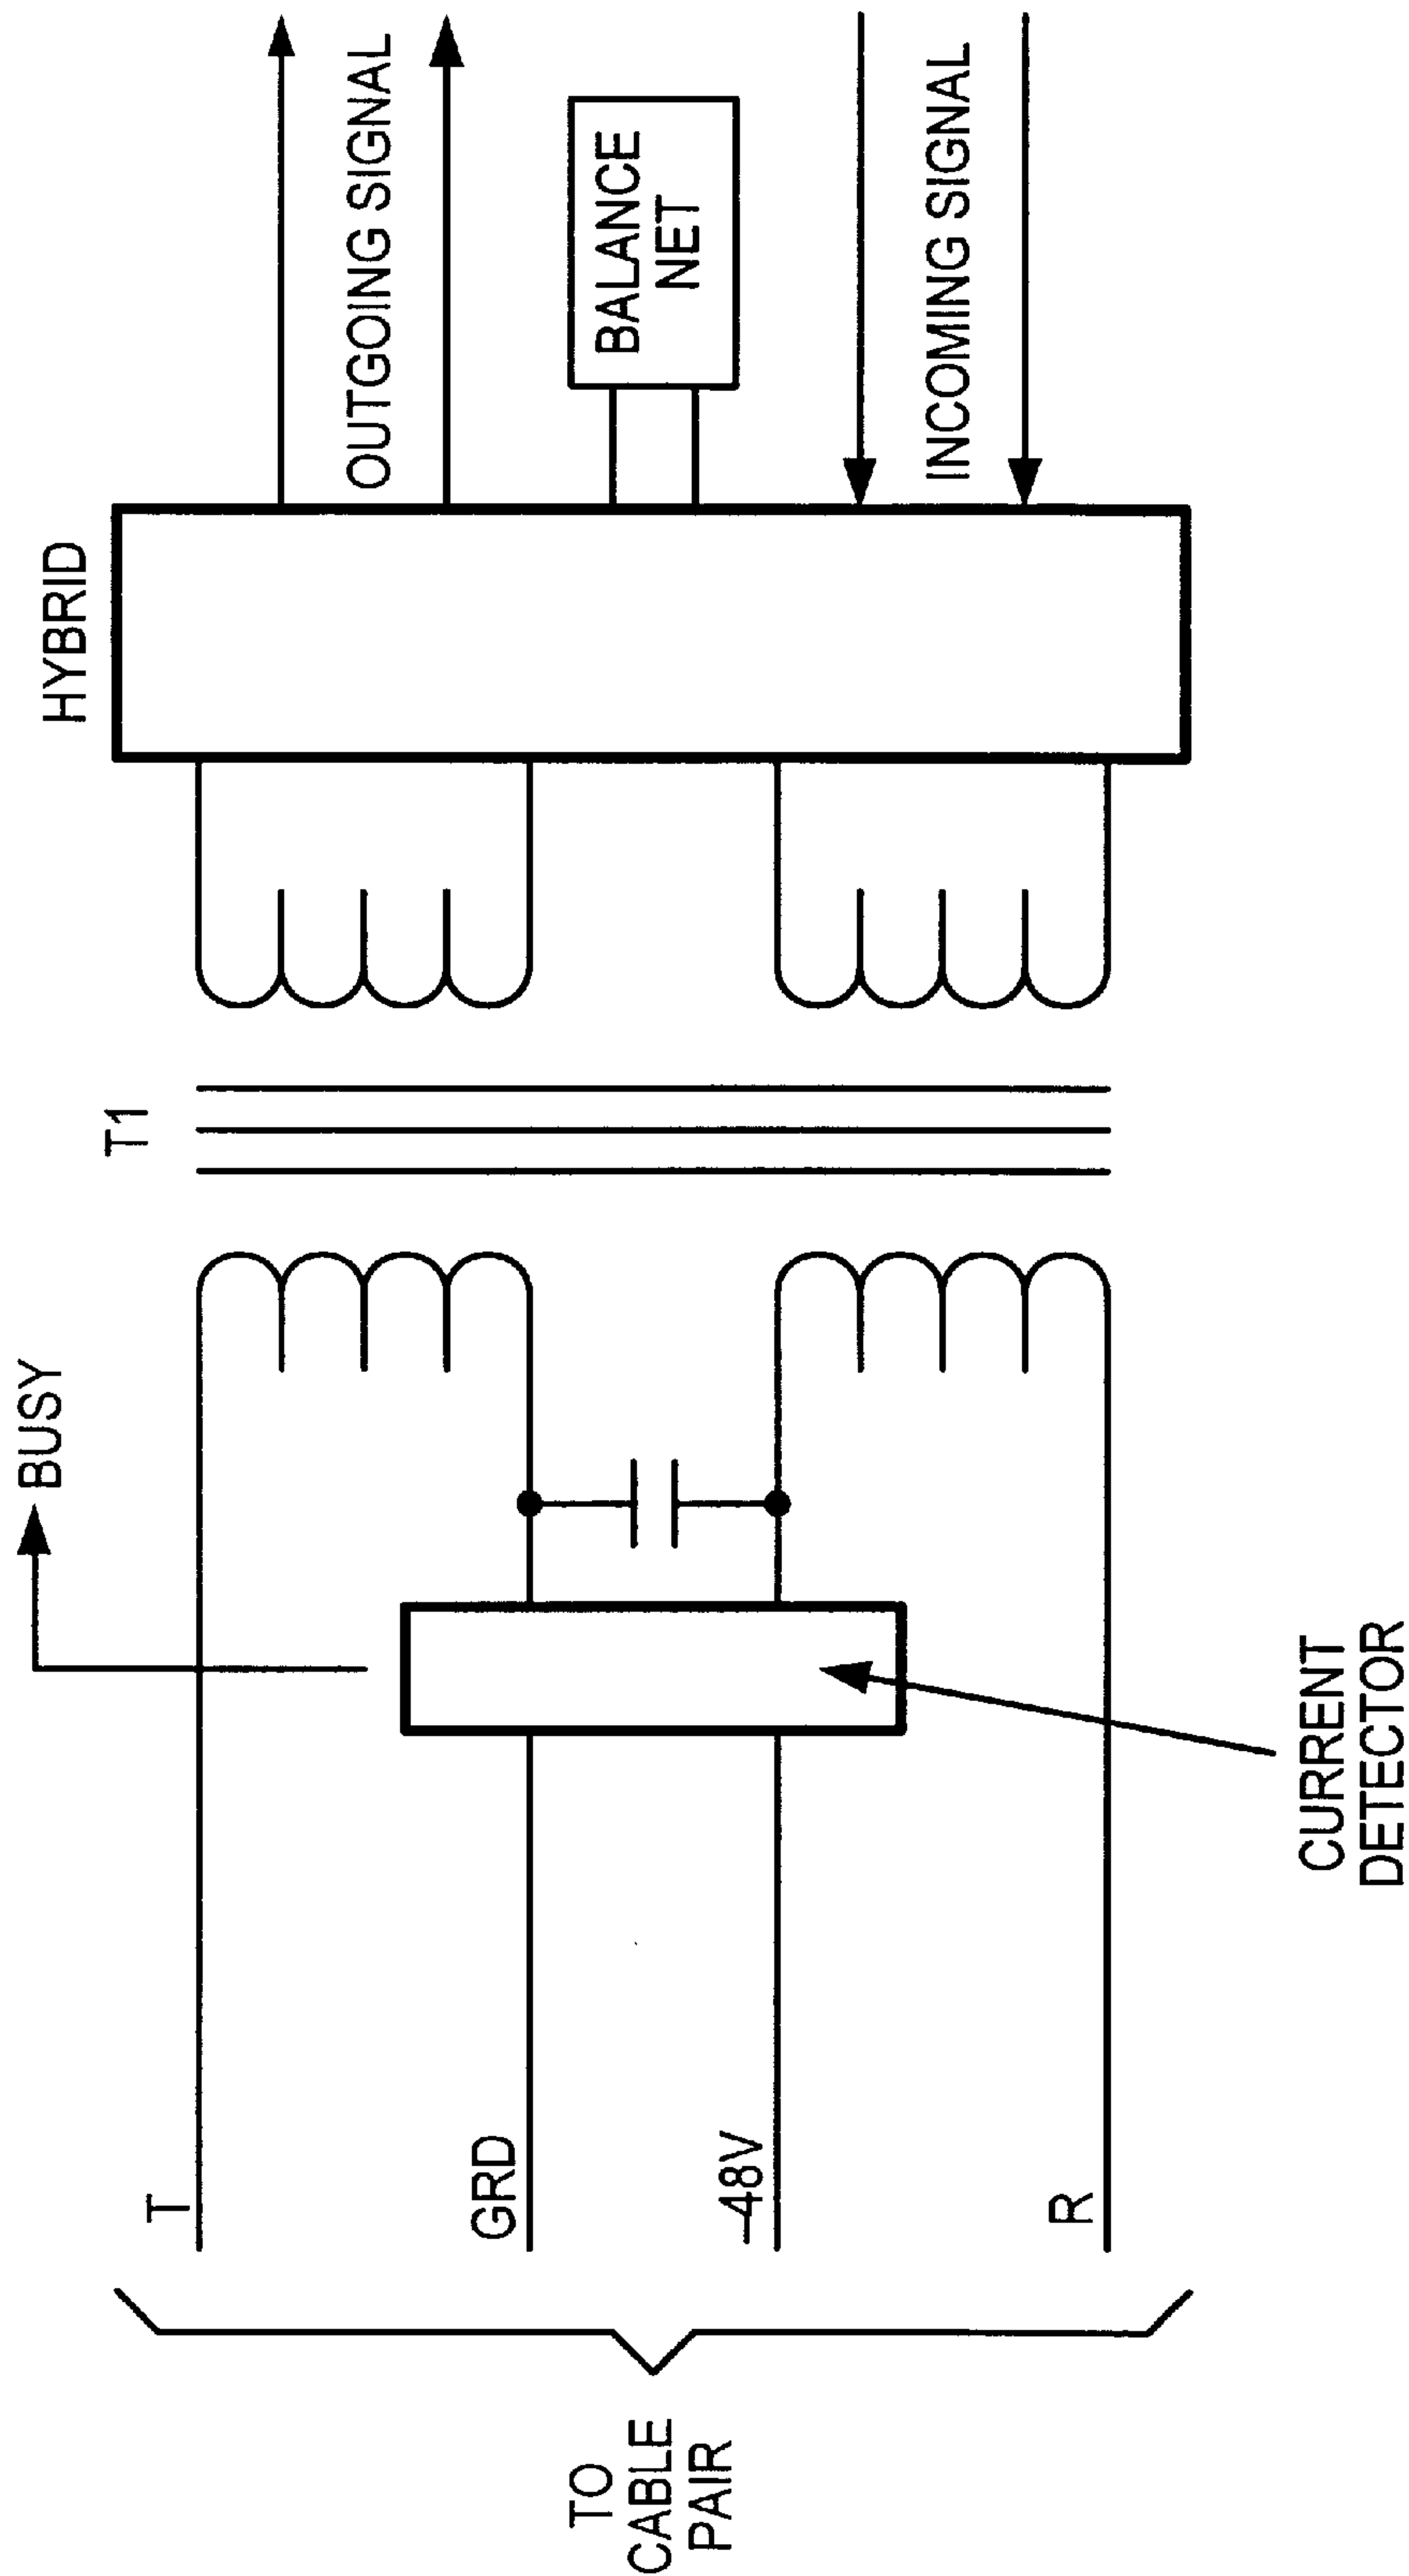 BUSY
T1
HYBRID
OUTGOING SIGNAL
BALANCE
NET
INCOMING SIGNAL
T
GRD
-48V
R
TO
CABLE
PAIR
CURRENT
DETECTOR